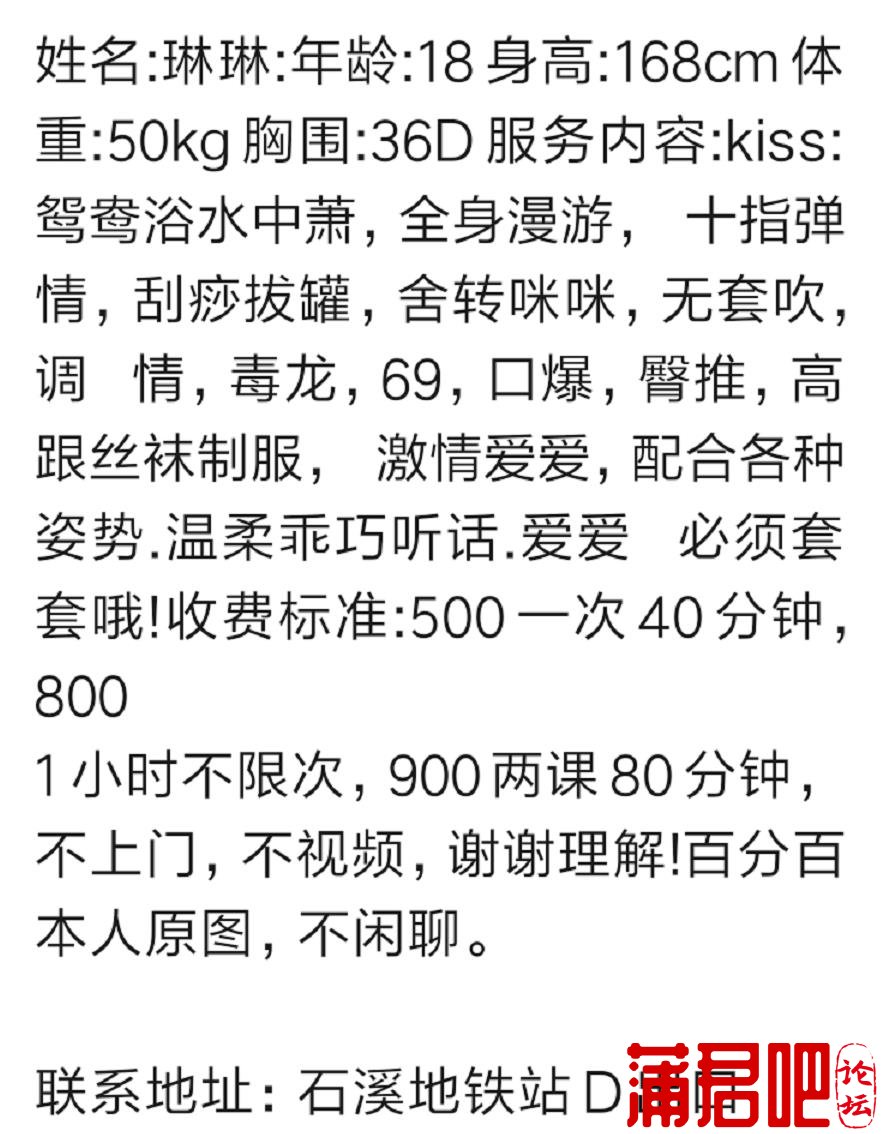 姓名:琳琳:年龄:18 身高:168cm 体
重:50kg 胸围:36D 服务内容:kiss:
鸳鸯浴水中萧, 全身漫游, 十指弹
情, 刮痧拔罐, 舍转咪咪, 无套吹,
调 情, 毒龙, 69, 口爆, 臀推, 高
跟丝袜制服, 激情爱爱, 配合各种
姿势.温柔乖巧听话.爱爱 必须套
套哦!收费标准:500 一次 40 分钟,
800
1 小时不限次, 900 两课 80 分钟,
不上门, 不视频, 谢谢理解!百分百
本人原图, 不闲聊。
联系地址: 石溪地铁站 D 口
蒲君吧
论坛